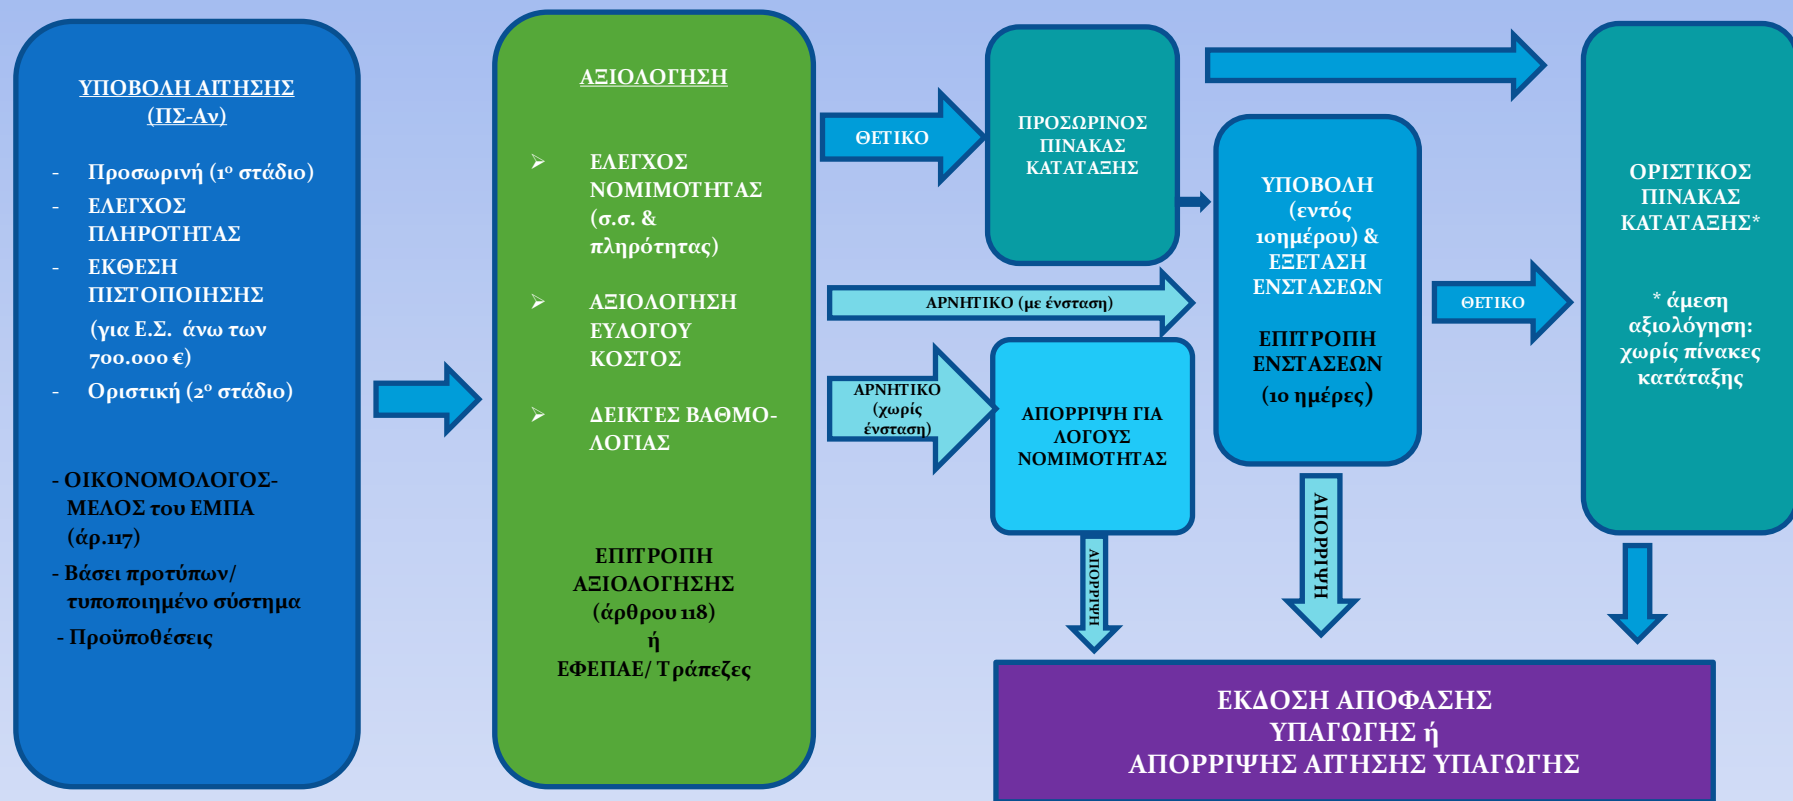 ΥΠΟΒΟΛΗ ΑΙΤΗΣΗΣ
(ΠΣ-Αν)
- Προσωρινή (1ο στάδιο)
- ΕΛΕΓΧΟΣ
ΠΛΗΡΟΤΗΤΑΣ
- ΕΚΘΕΣΗ
ΠΙΣΤΟΠΟΙΗΣΗΣ
(για Ε.Σ. άνω των
700.000 €)
- Οριστική (2ο στάδιο)
- ΟΙΚΟΝΟΜΟΛΟΓΟΣ-
ΜΕΛΟΣ του ΕΜΠΑ
(άρ.117)
- Βάσει προτύπων/
τυποποιημένο σύστημα
- Προϋποθέσεις
ΑΞΙΟΛΟΓΗΣΗ
➢ ΕΛΕΓΧΟΣ
ΝΟΜΙΜΟΤΗΤΑΣ
(σ.σ. &
πληρότητας)
➢ ΑΞΙΟΛΟΓΗΣΗ
ΕΥΛΟΓΟΥ
ΚΟΣΤΟΣ
➢ ΔΕΙΚΤΕΣ ΒΑΘΜΟ-
ΛΟΓΙΑΣ
ΕΠΙΤΡΟΠΗ
ΑΞΙΟΛΟΓΗΣΗΣ
(άρθρου 118)
ή
ΕΦΕΠΑΕ/ Τράπεζες
ΘΕΤΙΚΟ
ΑΡΝΗΤΙΚΟ (με ένσταση)
ΑΡΝΗΤΙΚΟ
(χωρίς
ένσταση)
ΠΡΟΣΩΡΙΝΟΣ
ΠΙΝΑΚΑΣ
ΚΑΤΑΤΑΞΗΣ
ΑΠΟΡΡΙΨΗ ΓΙΑ
ΛΟΓΟΥΣ
ΝΟΜΙΜΟΤΗΤΑΣ
ΑΠΟΡΡΙΨΗ
ΥΠΟΒΟΛΗ
(εντός
10ημέρου) &
ΕΞΕΤΑΣΗ
ΕΝΣΤΑΣΕΩΝ
ΕΠΙΤΡΟΠΗ
ΕΝΣΤΑΣΕΩΝ
(10 ημέρες)
ΑΠΟΡΡΙΨΗ
ΘΕΤΙΚΟ
ΟΡΙΣΤΙΚΟΣ
ΠΙΝΑΚΑΣ
ΚΑΤΑΤΑΞΗΣ*
* άμεση
αξιολόγηση:
χωρίς πίνακες
κατάταξης
ΕΚΔΟΣΗ ΑΠΟΦΑΣΗΣ
ΥΠΑΓΩΓΗΣ ή
ΑΠΟΡΡΙΨΗΣ ΑΙΤΗΣΗΣ ΥΠΑΓΩΓΗΣ